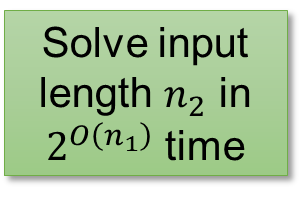 Solve input
length n₂ in
2^{O(n₁)} time